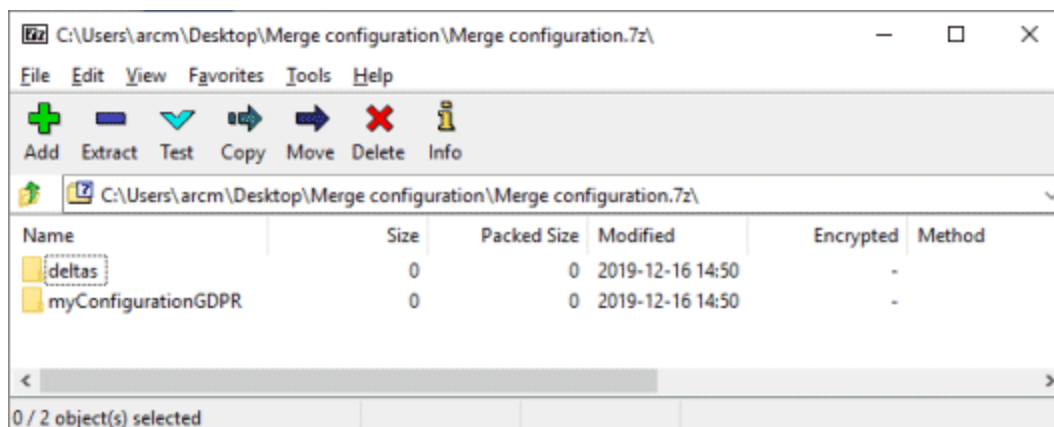 7z C:\Users\arcm\Desktop\Merge configuration\Merge configuration.7z\
File Edit View Favorites Tools Help
Add Extract Test Copy Move Delete Info
C:\Users\arcm\Desktop\Merge configuration\Merge configuration.7z\
Name Size Packed Size Modified Encrypted Method
deltas 0 0 2019-12-16 14:50 -
myConfigurationGDPR 0 0 2019-12-16 14:50 -
0 / 2 object(s) selected